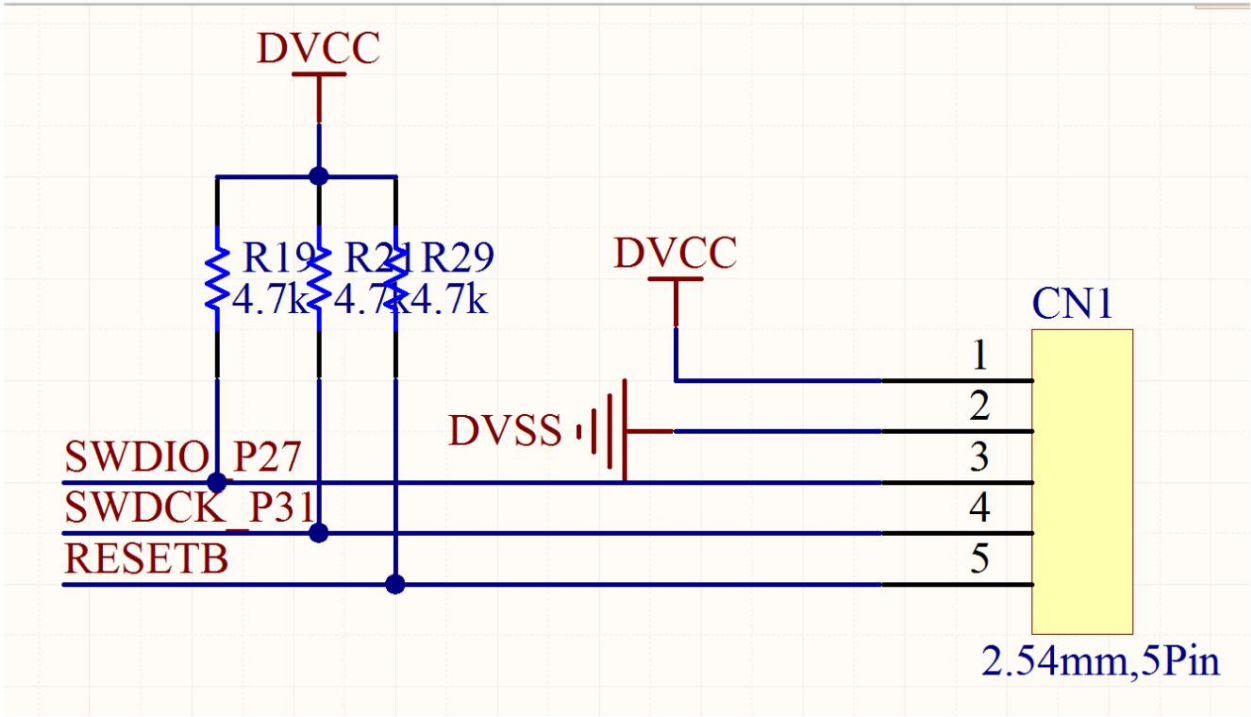 DVCC
R19 R21 R29
4.7k 4.7k 4.7k
DVCC
CN1
1
2
DVSS
3
SWDIO_P27
4
SWDCK_P31
5
RESETB
2.54mm,5Pin